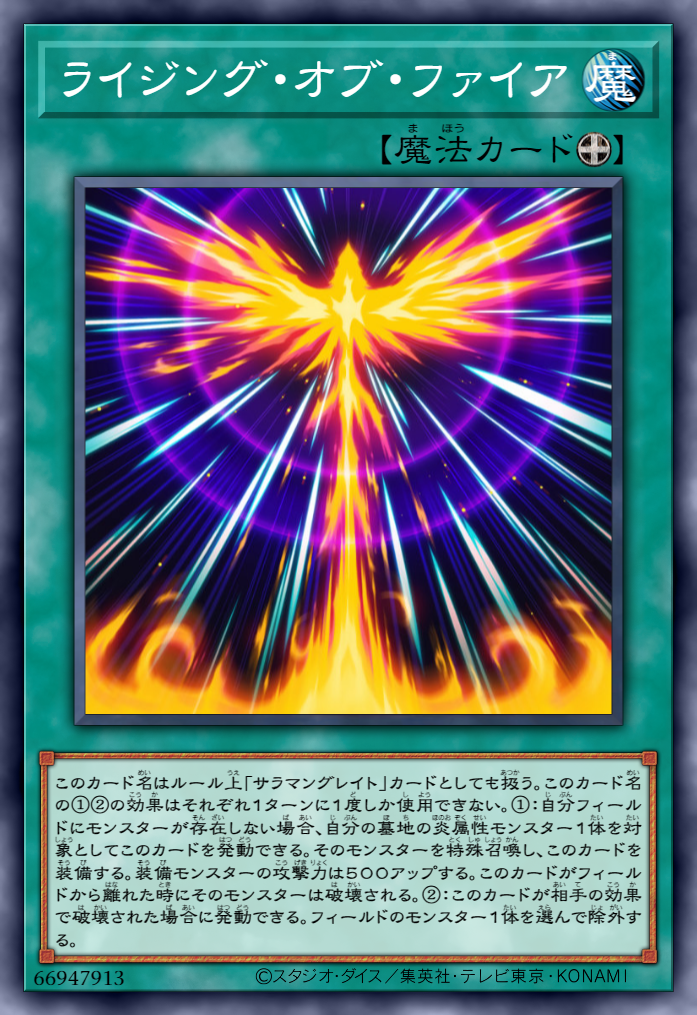 ライジング・オブ・ファイア 魔
【魔法カード】
このカード名はルール上「サラマングレイト」カードとしても扱う。このカード名
の①②の効果はそれぞれ1ターンに1度しか使用できない。①:自分フィール
ドにモンスターが存在しない場合、自分の墓地の炎属性モンスター1体を対
象としてこのカードを発動できる。そのモンスターを特殊召喚し、このカードを
装備する。装備モンスターの攻撃力は500アップする。このカードがフィール
ドから離れた時にそのモンスターは破壊される。②:このカードが相手の効果
で破壊された場合に発動できる。フィールドのモンスター1体を選んで除外す
る。
66947913 ©スタジオ・ダイス/集英社・テレビ東京・KONAMI